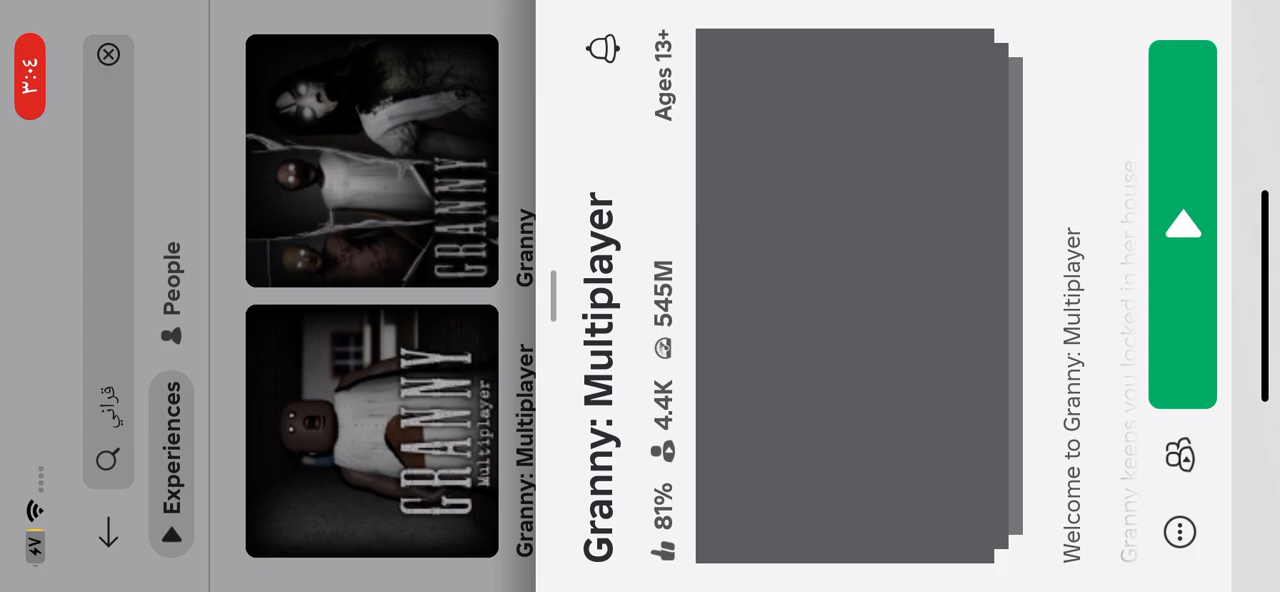 ٣:٠٤
٧
قراني
Experiences
People
GRANNY
Multiplayer
GRANNY
Granny: Multiplayer
Granny
Granny: Multiplayer
81%
4.4K
545M
Ages 13+
Welcome to Granny: Multiplayer
Granny keeps you locked in her house